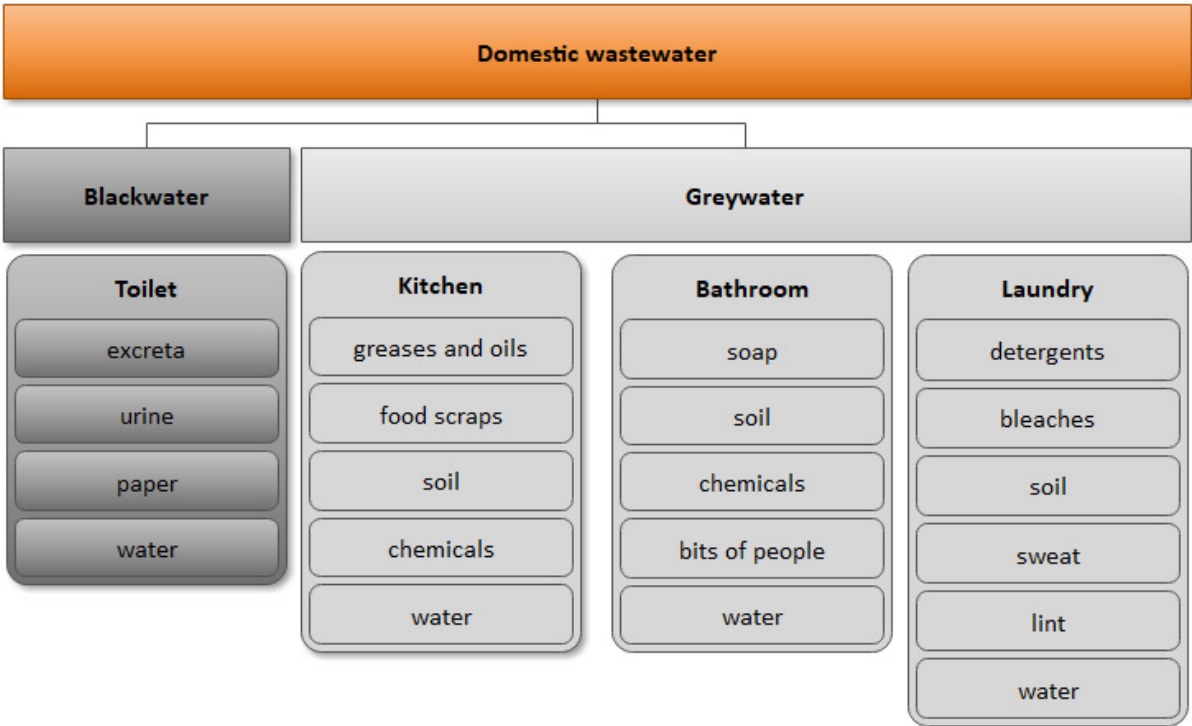 Domestic wastewater
Blackwater
Greywater
Toilet
excreta
urine
paper
water
Kitchen
greases and oils
food scraps
soil
chemicals
water
Bathroom
soap
soil
chemicals
bits of people
water
Laundry
detergents
bleaches
soil
sweat
lint
water